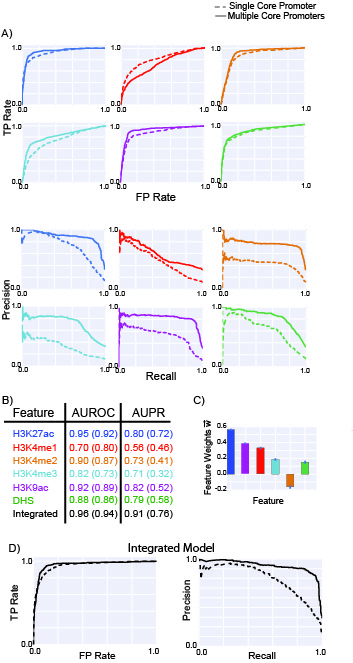 Single Core Promoter
Multiple Core Promoters
A)
TP Rate
1.0 1.0 1.0
0.0 1.0 0.0 1.0 0.0 1.0
1.0 1.0 1.0
0.0 1.0 0.0 1.0 0.0 1.0
FP Rate
Precision
1.0 1.0 1.0
0.0 1.0 0.0 1.0 0.0 1.0
1.0 1.0 1.0
0.0 1.0 0.0 1.0 0.0 1.0
Recall
B)
Feature AUROC AUPR
H3K27ac 0.95 (0.92) 0.80 (0.72)
H3K4me1 0.70 (0.80) 0.56 (0.46)
H3K4me2 0.90 (0.87) 0.73 (0.41)
H3K4me3 0.82 (0.73) 0.71 (0.32)
H3K9ac 0.92 (0.89) 0.82 (0.52)
DHS 0.88 (0.86) 0.79 (0.58)
Integrated 0.96 (0.94) 0.91 (0.76)
C)
Feature Weights w
0.6
0.4
0.2
0.0
-0.2
Feature
D)
Integrated Model
TP Rate
1.0
0.0 1.0
FP Rate
Precision
1.0
0.0 1.0
Recall